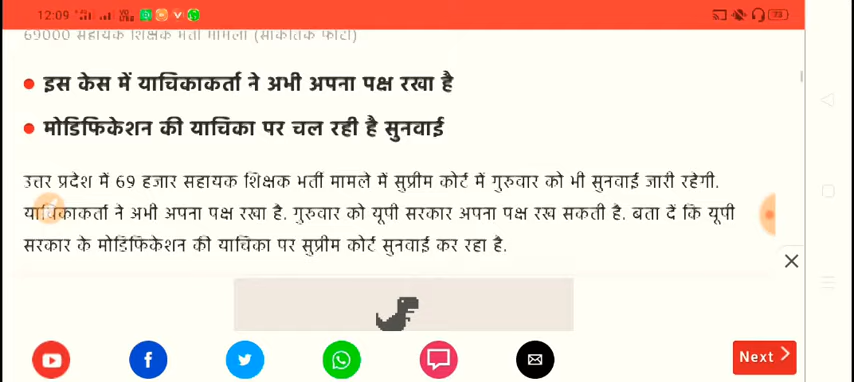 12:09
73
69000 सहायक शिक्षक भर्ती मामला (सांकेतिक फोटो)
इस केस में याचिकाकर्ता ने अभी अपना पक्ष रखा है
मोडिफिकेशन की याचिका पर चल रही है सुनवाई
उत्तर प्रदेश में 69 हजार सहायक शिक्षक भर्ती मामले में सुप्रीम कोर्ट में गुरुवार को भी सुनवाई जारी रहेगी.
याचिकाकर्ता ने अभी अपना पक्ष रखा है. गुरुवार को यूपी सरकार अपना पक्ष रख सकती है. बता दें कि यूपी
सरकार के मोडिफिकेशन की याचिका पर सुप्रीम कोर्ट सुनवाई कर रहा है.
Next